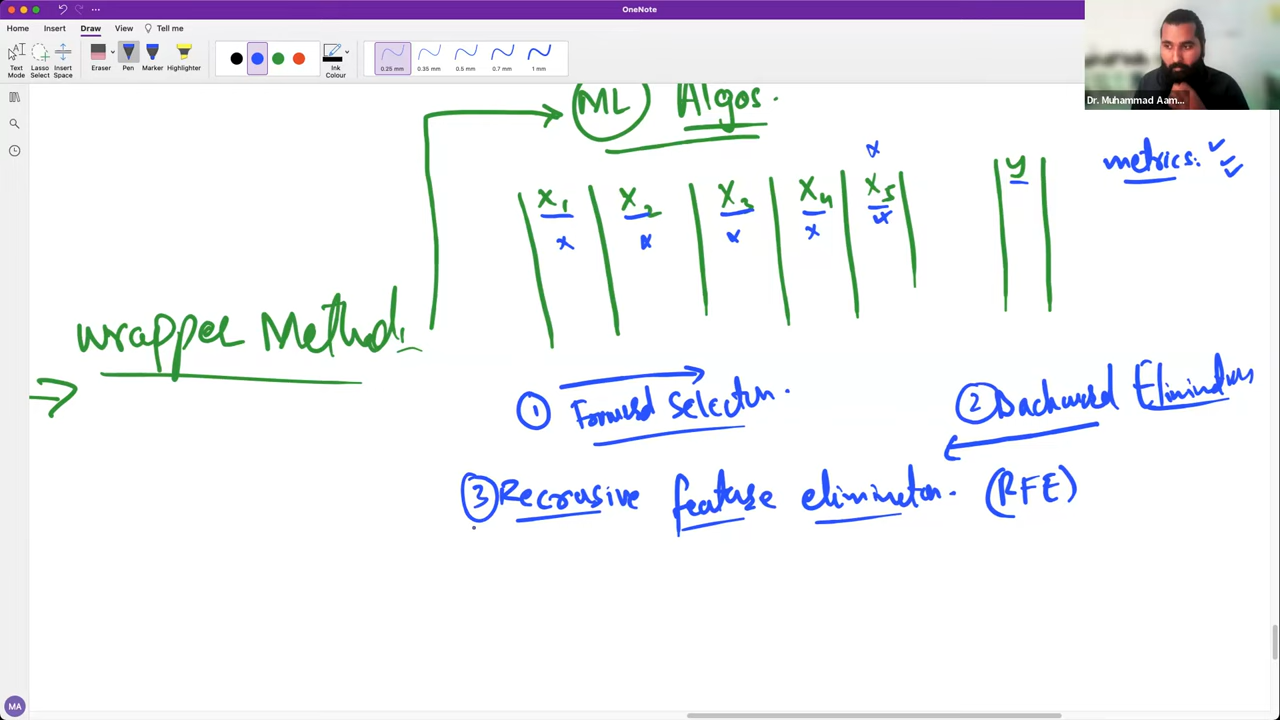 OneNote
Home Insert Draw View Tell me
Text Mode Lasso Select Insert Space Eraser Pen Marker Highlighter Ink Colour 0.25 mm 0.35 mm 0.5 mm 0.7 mm 1 mm
Dr. Muhammad Aam...
ML Algos.
α
X1 X2 X3 X4 X5 y metrics:
x x x x x
Wrapper Method:
① Forward Selection. ② Backward Elimination
③ Recrusive feature elimination. (RFE)
MA